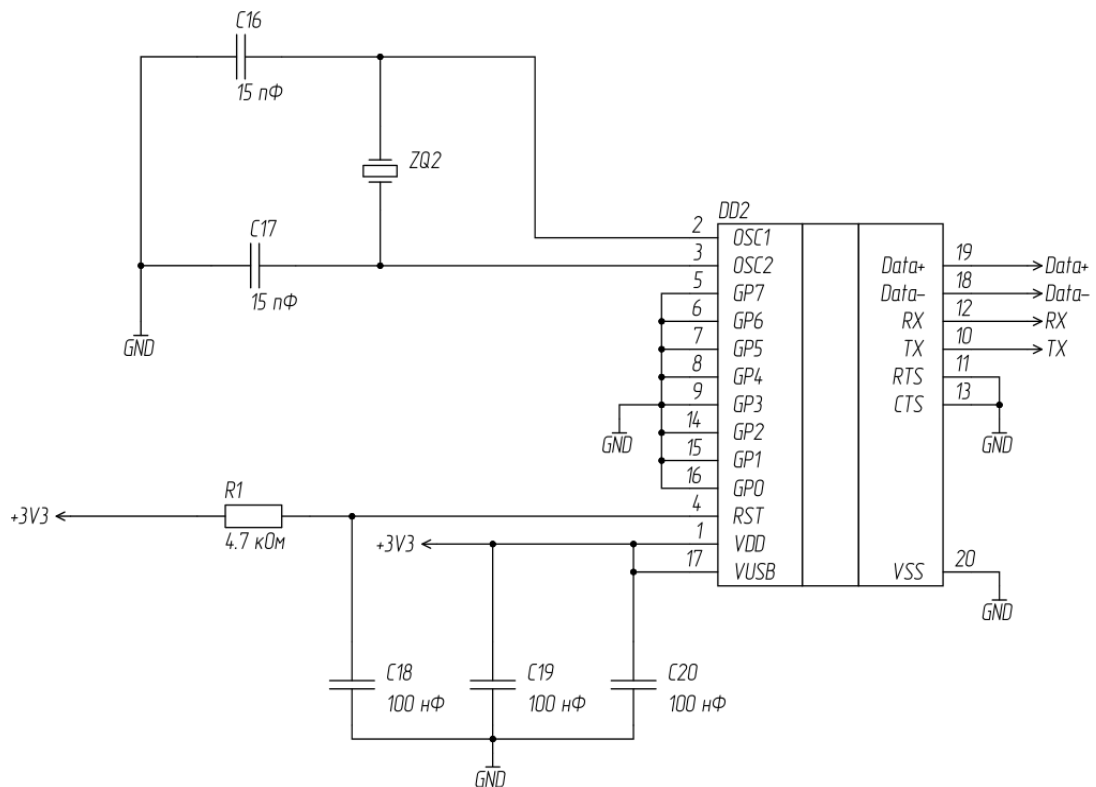 C16
15 пФ
ZQ2
C17
15 пФ
GND
DD2
2 OSC1
3 OSC2
5 GP7
6 GP6
7 GP5
8 GP4
9 GP3
14 GP2
15 GP1
16 GP0
4 RST
1 VDD
17 VUSB
Data+ 19 Data+
Data- 18 Data-
RX 12 RX
TX 10 TX
RTS 11
CTS 13
VSS 20
GND
GND
GND
R1
+3V3
4.7 кОм
+3V3
C18
100 нФ
C19
100 нФ
C20
100 нФ
GND